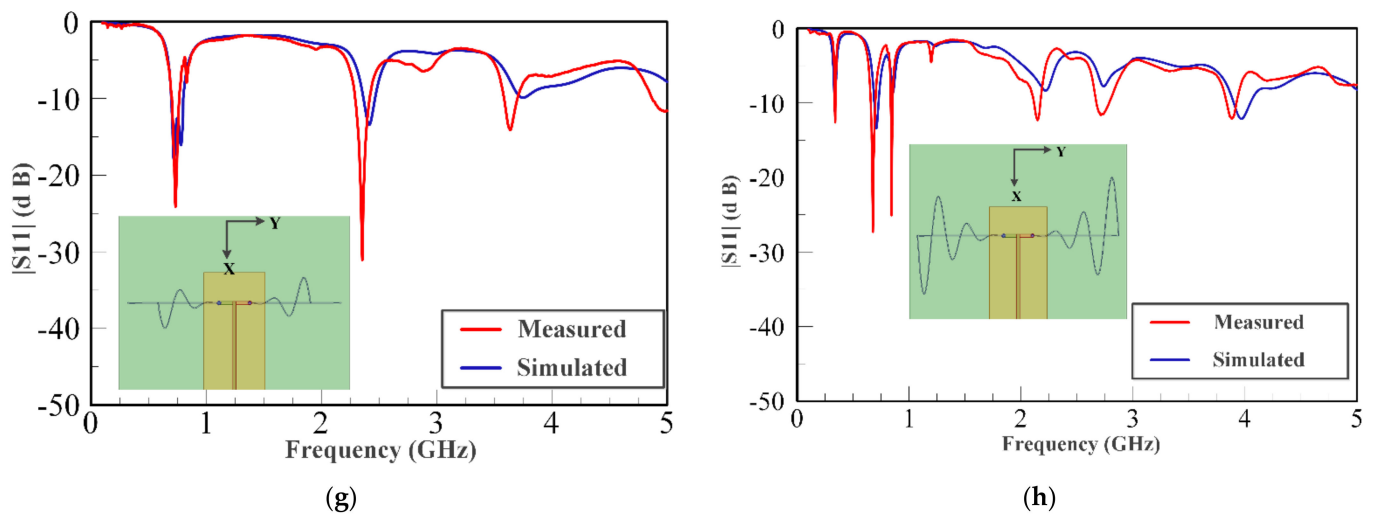 0
-10
-20
-30
-40
-50
|S11| (d B)
Y
X
Measured
Simulated
0 1 2 3 4 5
Frequency (GHz)
(g)
0
-10
-20
-30
-40
-50
|S11| (d B)
Y
X
Measured
Simulated
0 1 2 3 4 5
Frequency (GHz)
(h)